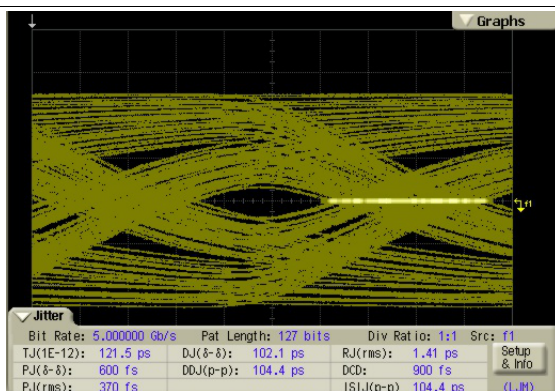 Graphs
f1
Jitter
Bit Rate: 5.000000 Gb/s Pat Length: 127 bits Div Ratio: 1:1 Src: f1
TJ(1E-12): 121.5 ps DJ(δ-δ): 102.1 ps RJ(rms): 1.41 ps Setup & Info
PJ(δ-δ): 600 fs DDJ(p-p): 104.4 ps DCD: 900 fs
PJ(rms): 370 fs ISIJ(p-p) 104.4 ps (LJM)